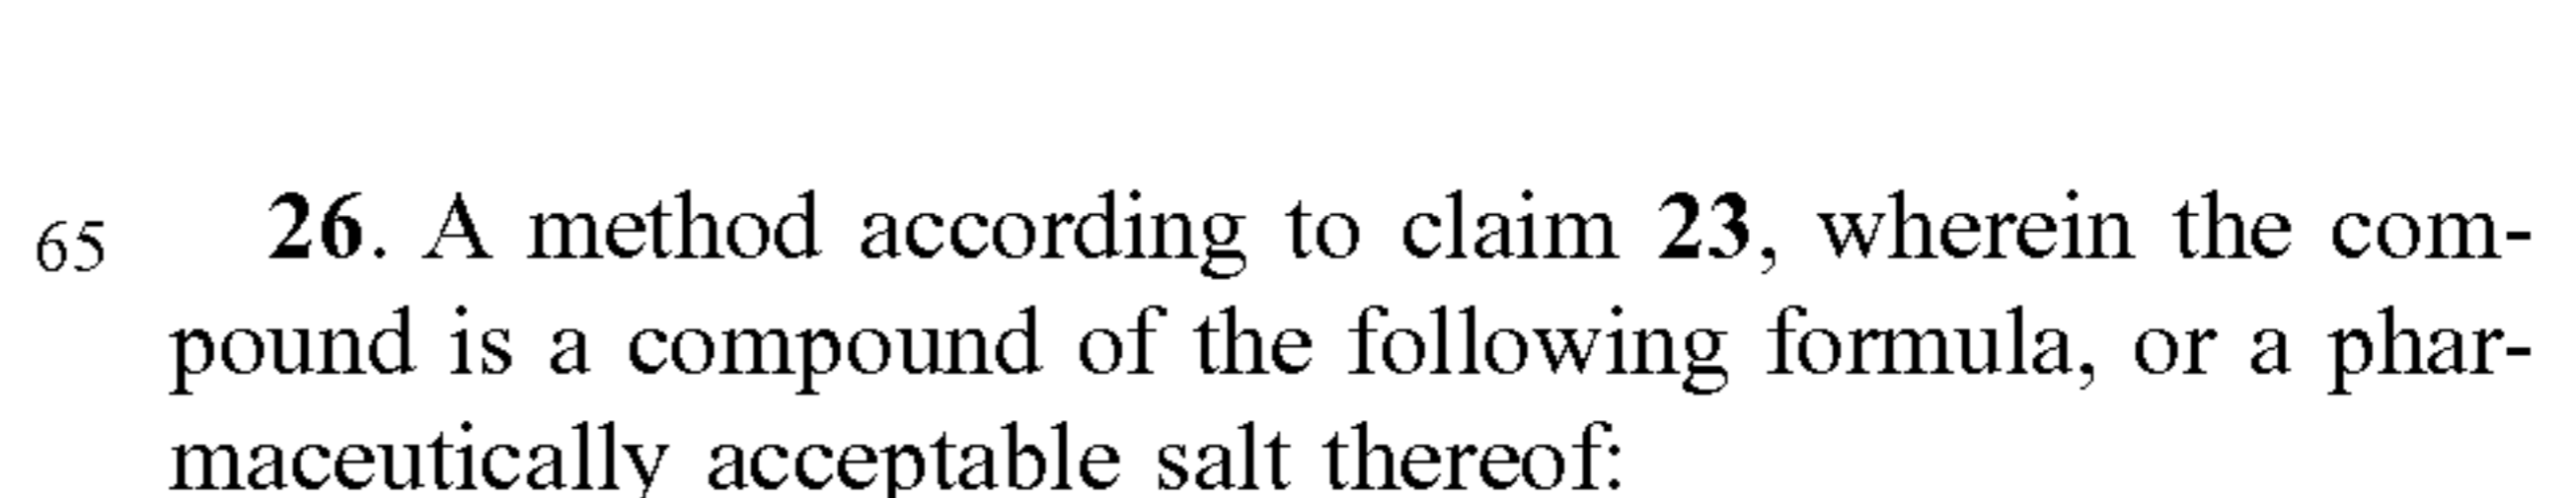 65 26. A method according to claim 23, wherein the com-
pound is a compound of the following formula, or a phar-
maceutically acceptable salt thereof: